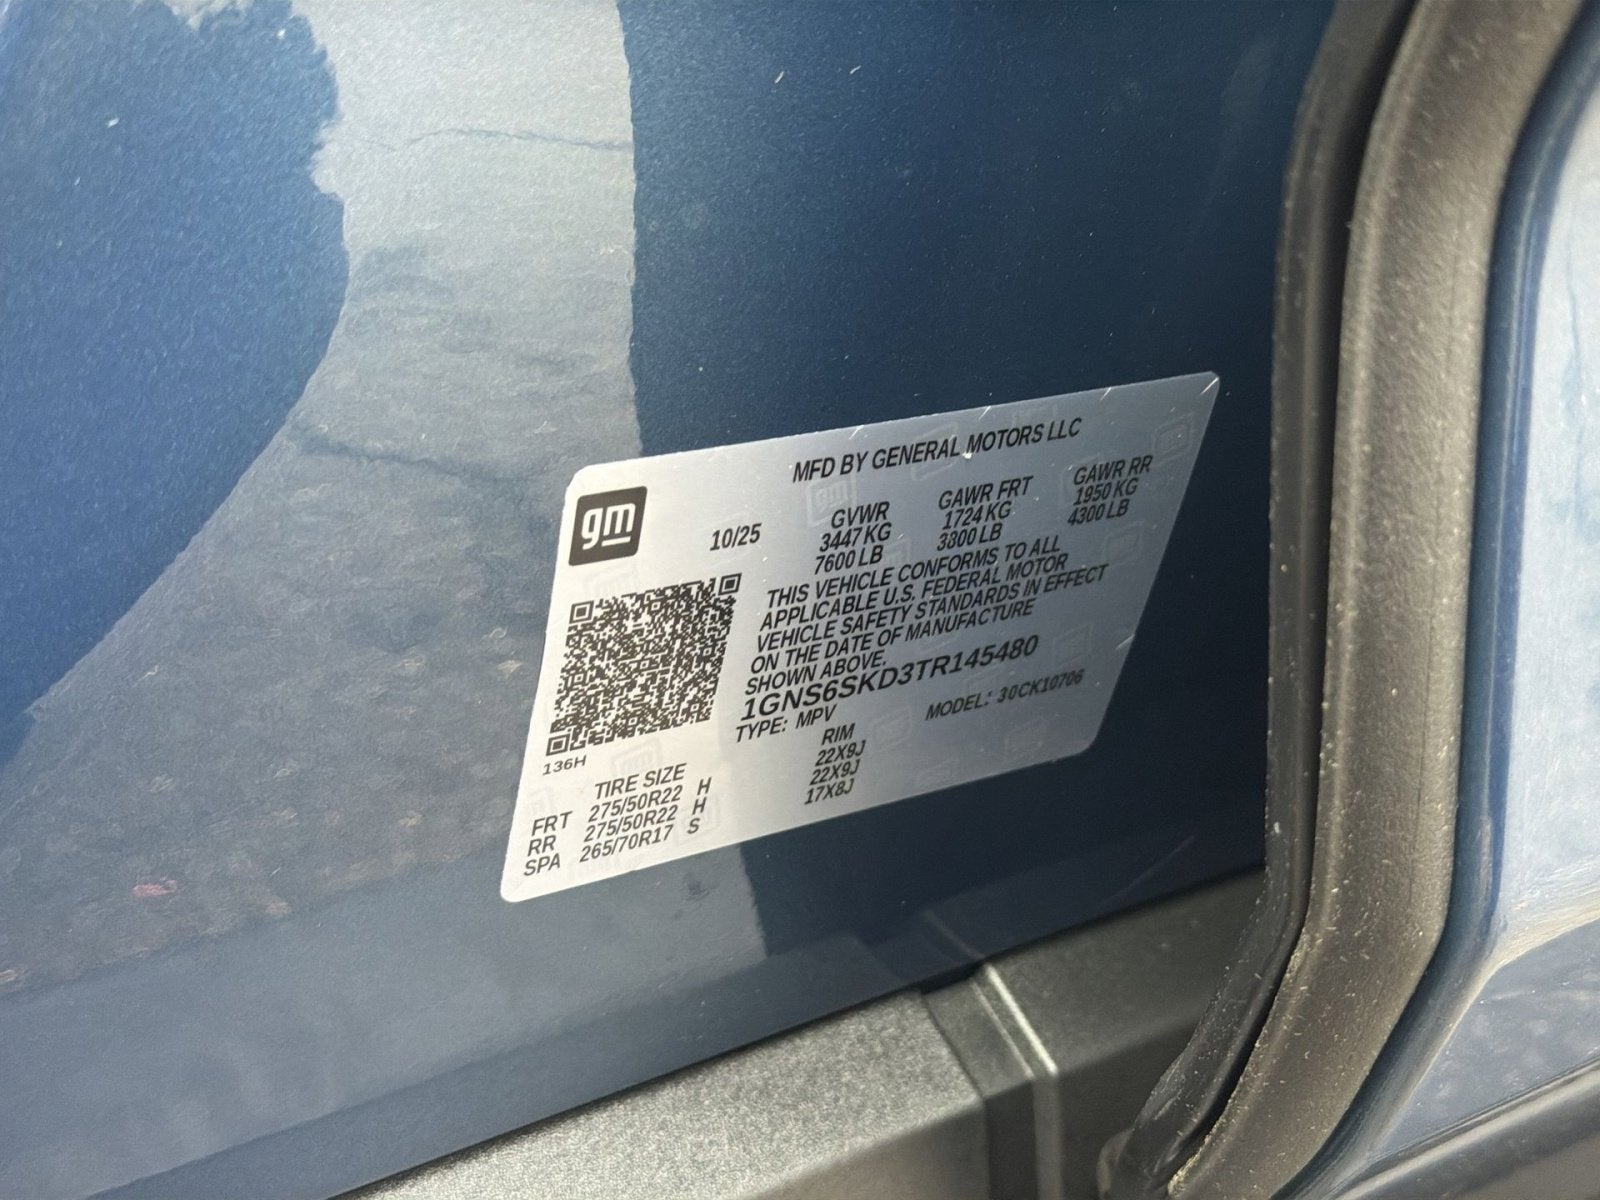 MFD BY GENERAL MOTORS LLC
gm
10/25
GVWR GAWR FRT GAWR RR
3447 KG 1724 KG 1950 KG
7600 LB 3800 LB 4300 LB
THIS VEHICLE CONFORMS TO ALL
APPLICABLE U.S. FEDERAL MOTOR
VEHICLE SAFETY STANDARDS IN EFFECT
ON THE DATE OF MANUFACTURE
SHOWN ABOVE.
1GNS6SKD3TR145480
TYPE: MPV MODEL: 30CK10706
136H
TIRE SIZE RIM
FRT 275/50R22 H 22X9J
RR 275/50R22 H 22X9J
SPA 265/70R17 S 17X8J